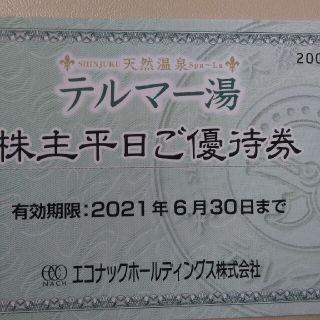 200
SHINJUKU 天然温泉 Spa~La
テルマー湯
株主平日ご優待券
有効期限:2021年6月30日まで
NACH エコナックホールディングス株式会社